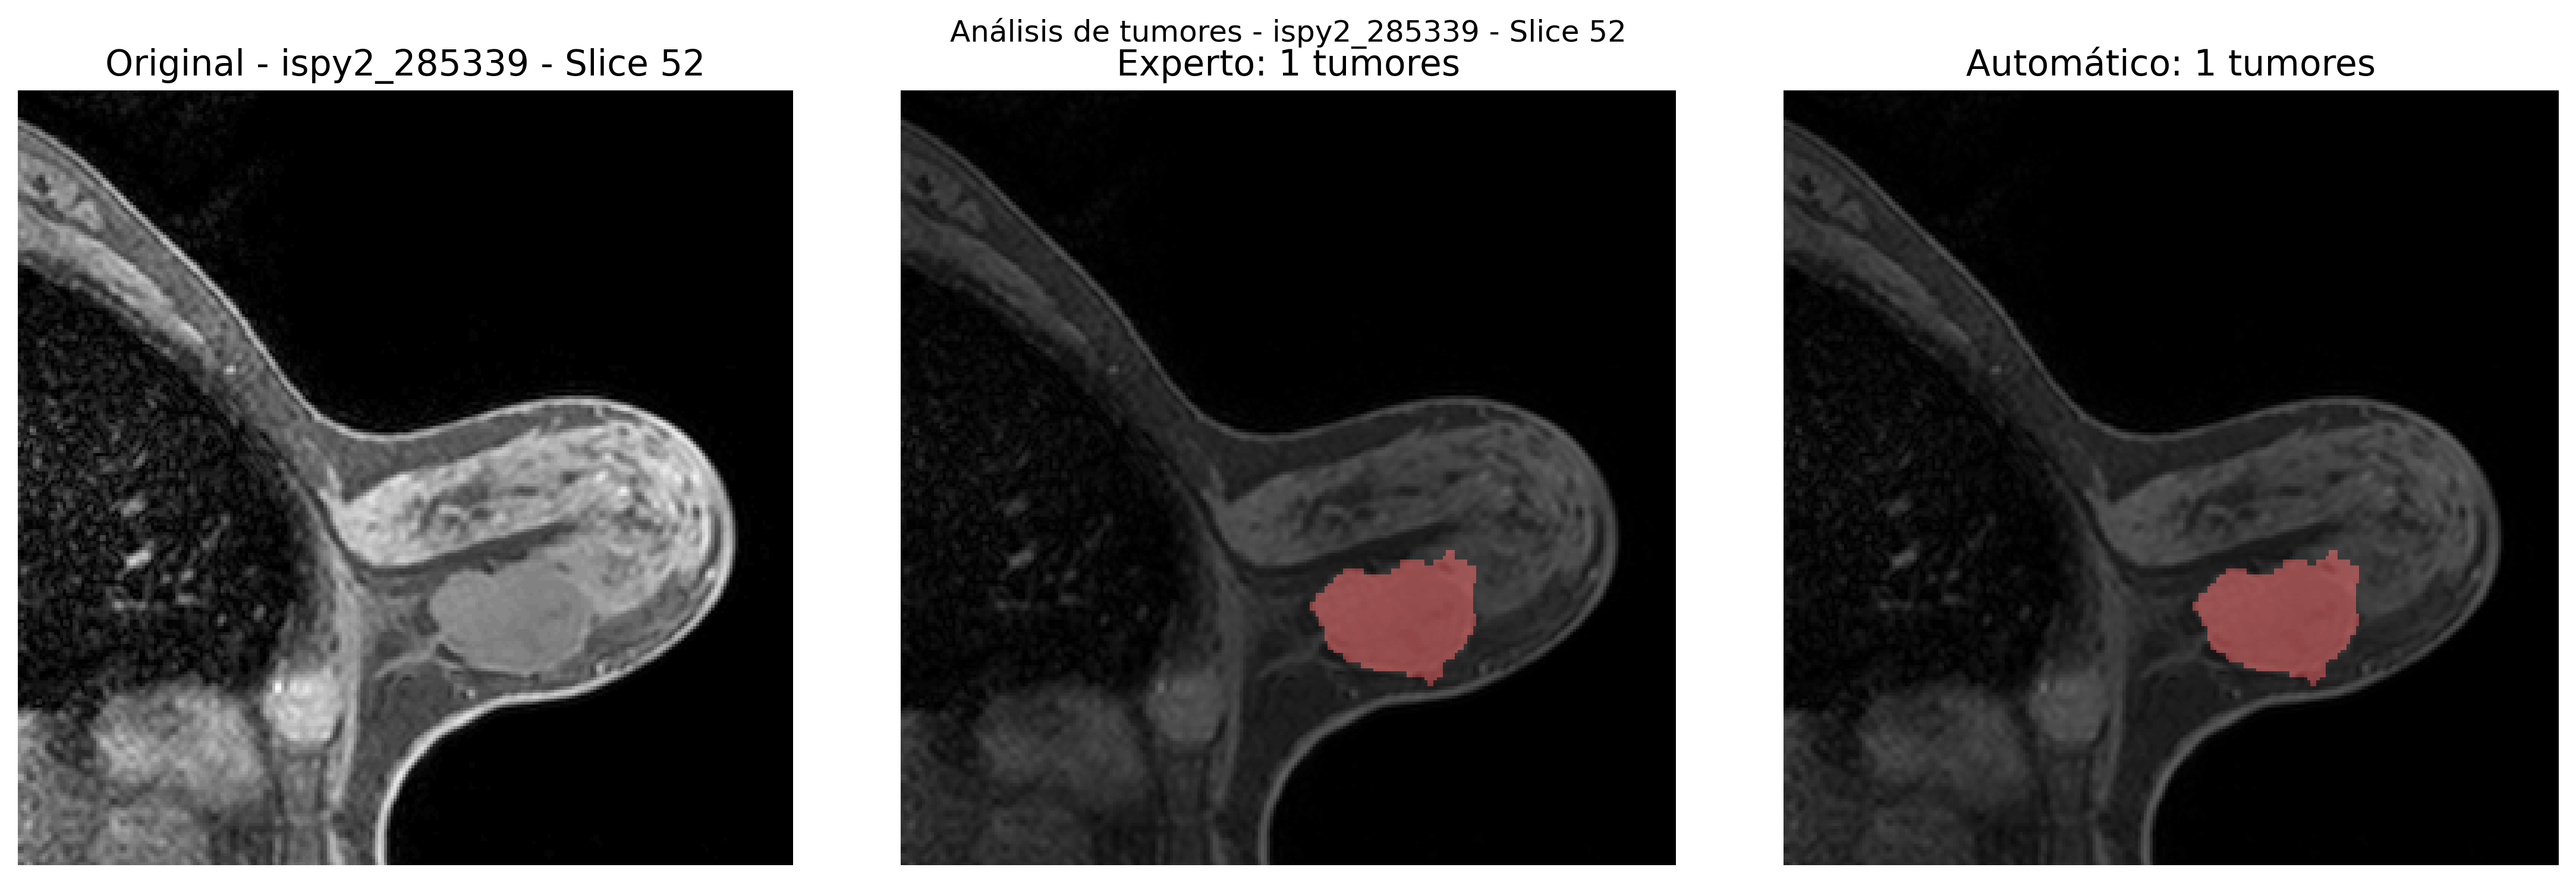 Análisis de tumores - ispy2_285339 - Slice 52
Original - ispy2_285339 - Slice 52
Experto: 1 tumores
Automático: 1 tumores